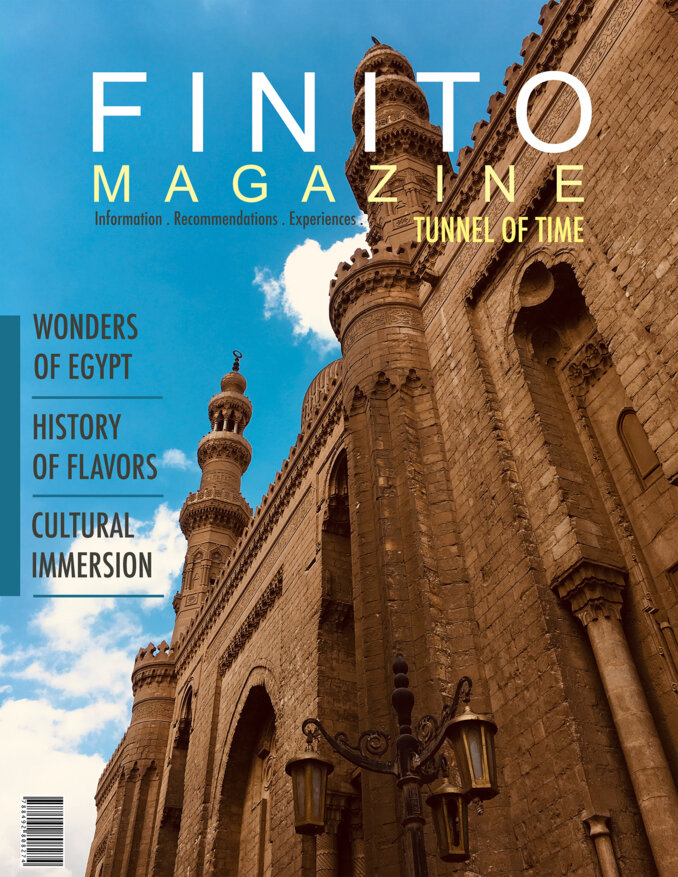 FINITO
MAGAZINE
Information . Recommendations . Experiences .
TUNNEL OF TIME
WONDERS
OF EGYPT
HISTORY
OF FLAVORS
CULTURAL
IMMERSION